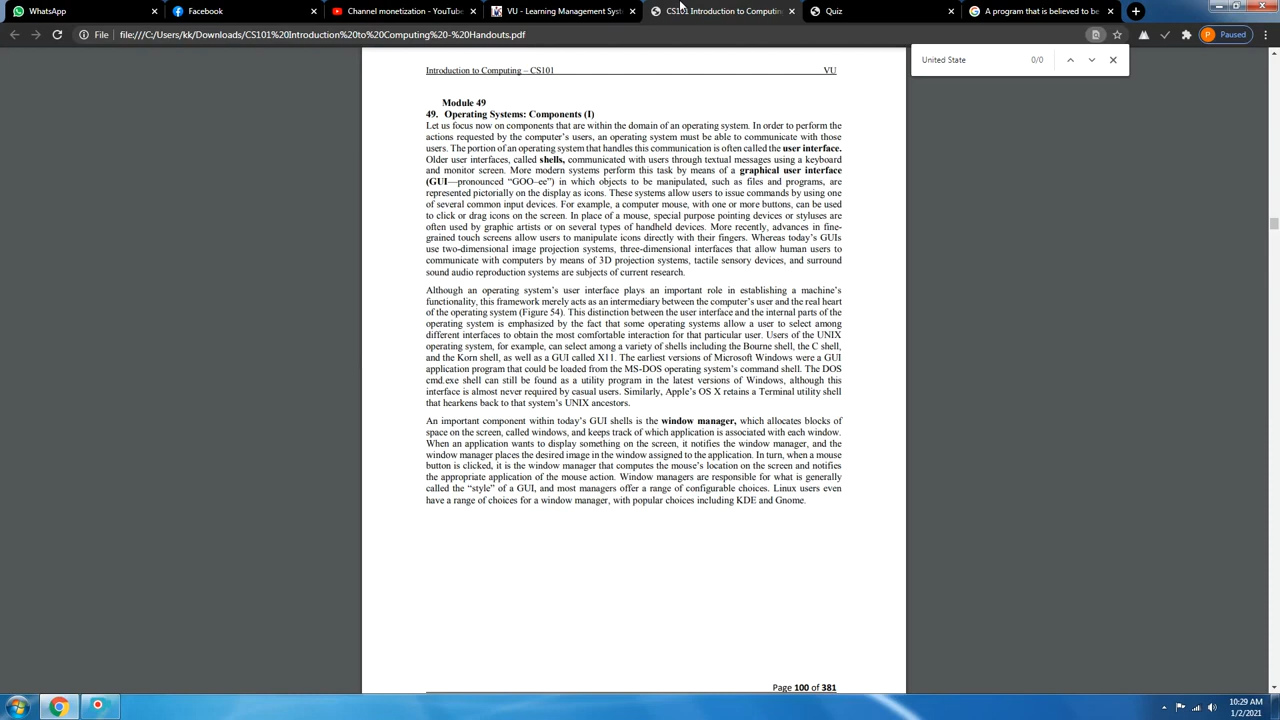 WhatsApp
Facebook
Channel monetization - YouTube
VU - Learning Management Syst
CS101 Introduction to Computing
Quiz
A program that is believed to be
File
file:///C:/Users/kk/Downloads/CS101%20Introduction%20to%20Computing%20-%20Handouts.pdf
P
Paused
United State
0/0
Introduction to Computing – CS101
VU
Module 49
49. Operating Systems: Components (I)
Let us focus now on components that are within the domain of an operating system. In order to perform the
actions requested by the computer's users, an operating system must be able to communicate with those
users. The portion of an operating system that handles this communication is often called the user interface.
Older user interfaces, called shells, communicated with users through textual messages using a keyboard
and monitor screen. More modern systems perform this task by means of a graphical user interface
(GUI—pronounced “GOO–ee”) in which objects to be manipulated, such as files and programs, are
represented pictorially on the display as icons. These systems allow users to issue commands by using one
of several common input devices. For example, a computer mouse, with one or more buttons, can be used
to click or drag icons on the screen. In place of a mouse, special purpose pointing devices or styluses are
often used by graphic artists or on several types of handheld devices. More recently, advances in fine-
grained touch screens allow users to manipulate icons directly with their fingers. Whereas today's GUIs
use two-dimensional image projection systems, three-dimensional interfaces that allow human users to
communicate with computers by means of 3D projection systems, tactile sensory devices, and surround
sound audio reproduction systems are subjects of current research.
Although an operating system's user interface plays an important role in establishing a machine's
functionality, this framework merely acts as an intermediary between the computer's user and the real heart
of the operating system (Figure 54). This distinction between the user interface and the internal parts of the
operating system is emphasized by the fact that some operating systems allow a user to select among
different interfaces to obtain the most comfortable interaction for that particular user. Users of the UNIX
operating system, for example, can select among a variety of shells including the Bourne shell, the C shell,
and the Korn shell, as well as a GUI called X11. The earliest versions of Microsoft Windows were a GUI
application program that could be loaded from the MS-DOS operating system's command shell. The DOS
cmd.exe shell can still be found as a utility program in the latest versions of Windows, although this
interface is almost never required by casual users. Similarly, Apple's OS X retains a Terminal utility shell
that hearkens back to that system's UNIX ancestors.
An important component within today's GUI shells is the window manager, which allocates blocks of
space on the screen, called windows, and keeps track of which application is associated with each window.
When an application wants to display something on the screen, it notifies the window manager, and the
window manager places the desired image in the window assigned to the application. In turn, when a mouse
button is clicked, it is the window manager that computes the mouse's location on the screen and notifies
the appropriate application of the mouse action. Window managers are responsible for what is generally
called the “style” of a GUI, and most managers offer a range of configurable choices. Linux users even
have a range of choices for a window manager, with popular choices including KDE and Gnome.
Page 100 of 381
10:29 AM
1/2/2021